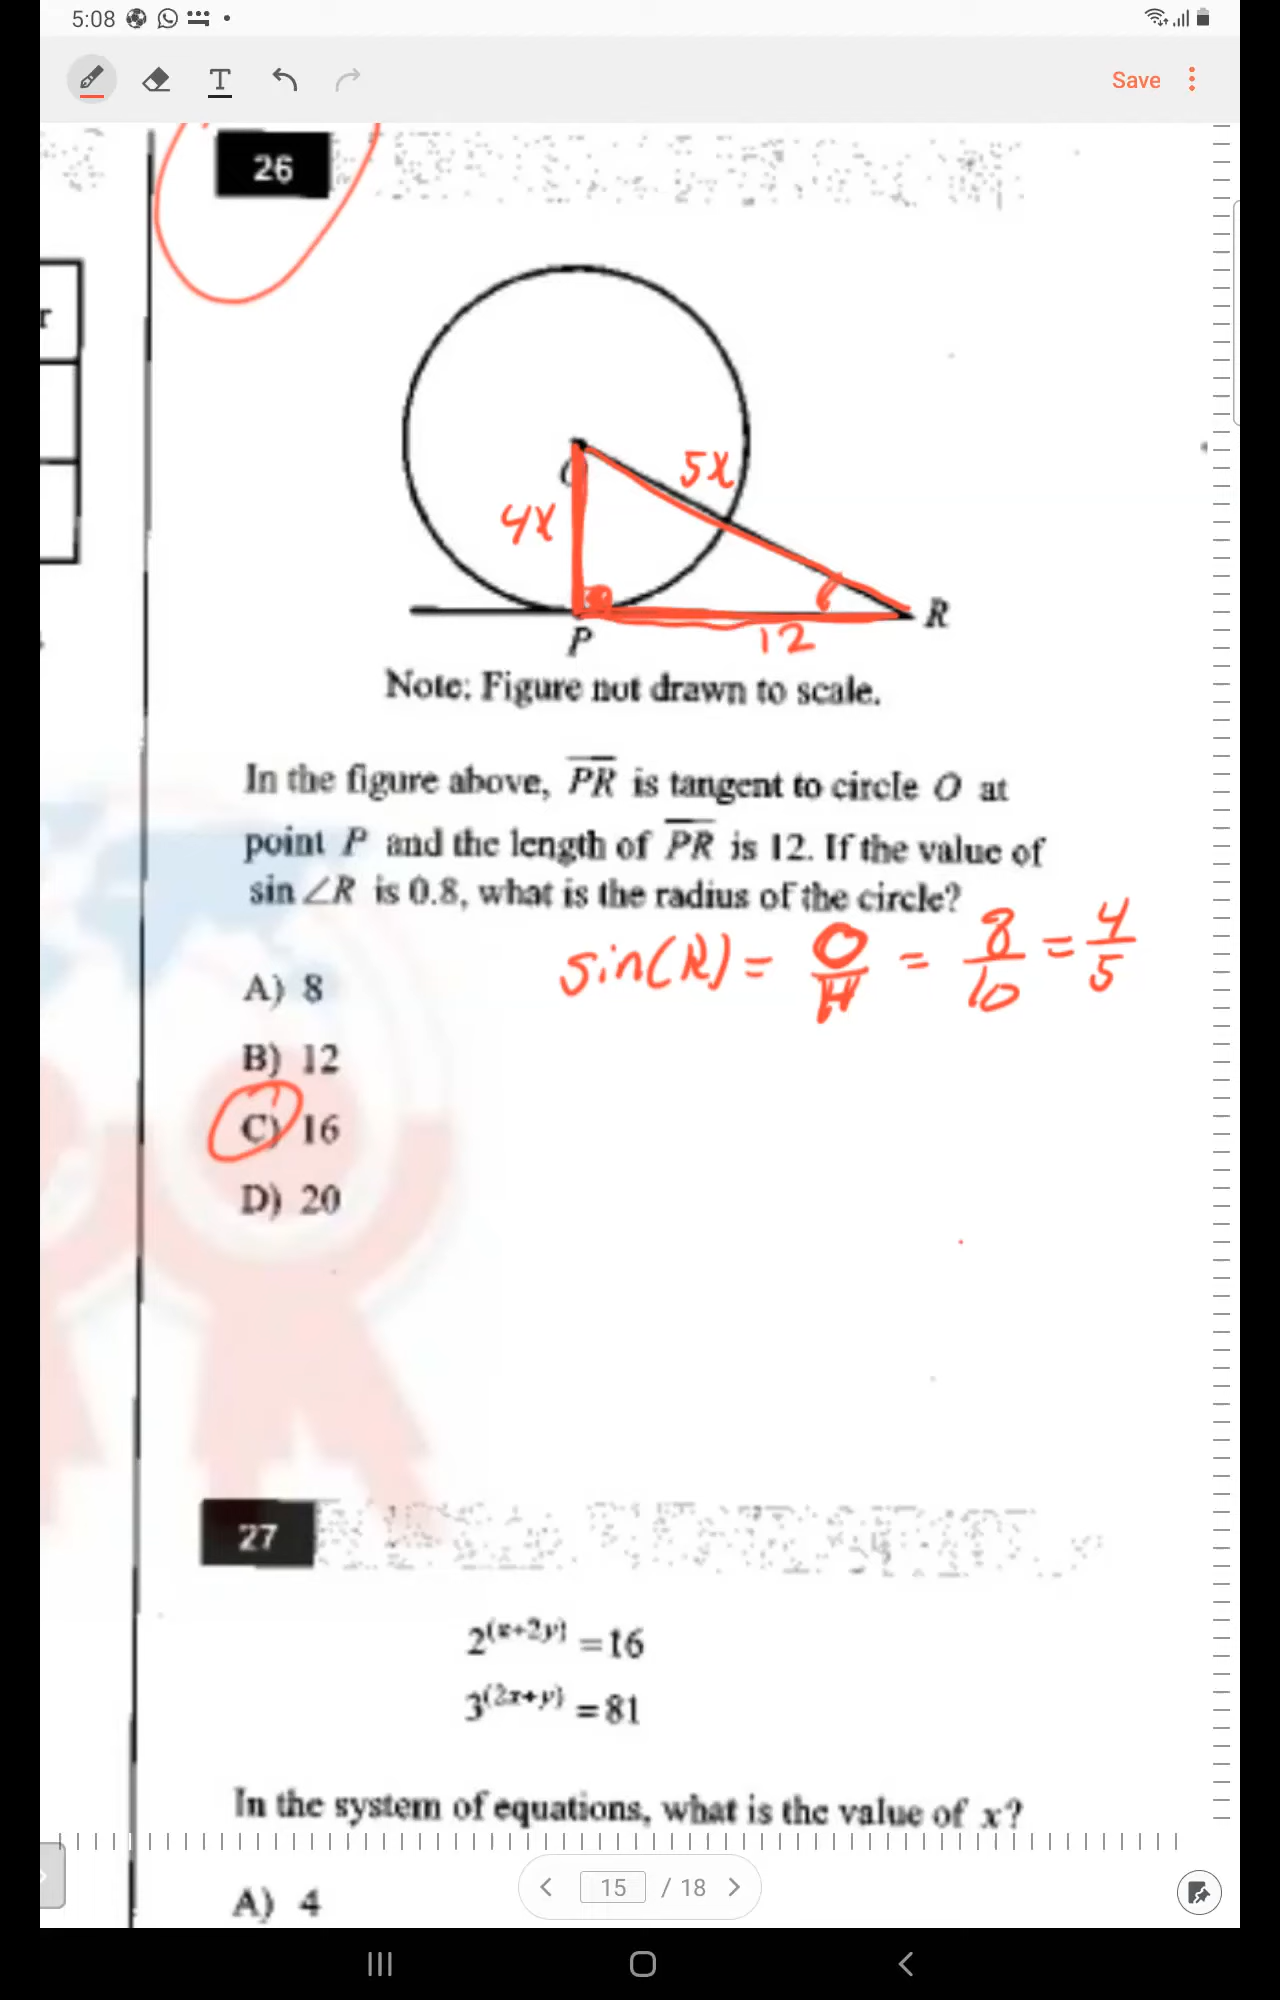 5:08
T
Save
26
r
5x
4x
R
12
P
Note: Figure not drawn to scale.
In the figure above, PR is tangent to circle O at
point P and the length of PR is 12. If the value of
sin ∠R is 0.8, what is the radius of the circle?
sin(R) = O/H = 8/10 = 4/5
A) 8
B) 12
C) 16
D) 20
27
2^(x+2y) = 16
3^(2x+y) = 81
In the system of equations, what is the value of x?
A) 4
15 / 18